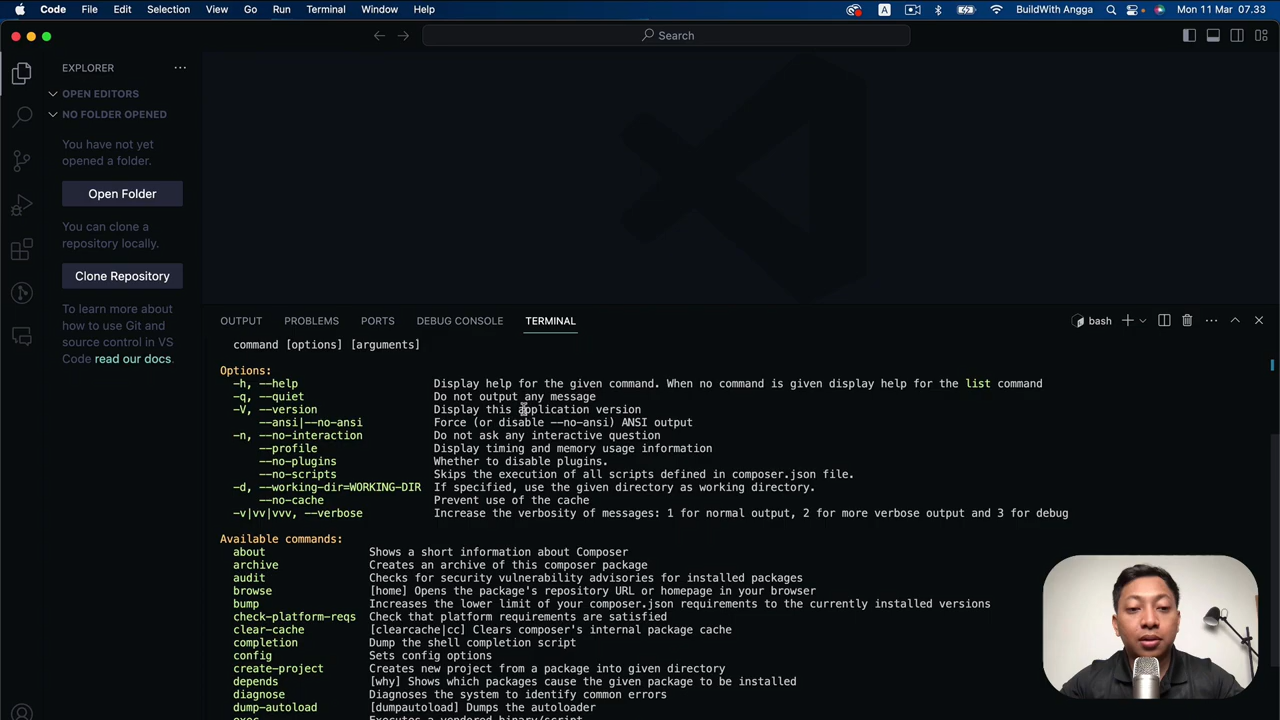 Code File Edit Selection View Go Run Terminal Window Help A BuildWith Angga Mon 11 Mar 07.33
Search
EXPLORER
OPEN EDITORS
NO FOLDER OPENED
You have not yet
opened a folder.
Open Folder
You can clone a
repository locally.
Clone Repository
To learn more about
how to use Git and
source control in VS
Code read our docs.
OUTPUT PROBLEMS PORTS DEBUG CONSOLE TERMINAL bash
command [options] [arguments]
Options:
-h, --help Display help for the given command. When no command is given display help for the list command
-q, --quiet Do not output any message
-V, --version Display this application version
--ansi|--no-ansi Force (or disable --no-ansi) ANSI output
-n, --no-interaction Do not ask any interactive question
--profile Display timing and memory usage information
--no-plugins Whether to disable plugins.
--no-scripts Skips the execution of all scripts defined in composer.json file.
-d, --working-dir=WORKING-DIR If specified, use the given directory as working directory.
--no-cache Prevent use of the cache
-v|vv|vvv, --verbose Increase the verbosity of messages: 1 for normal output, 2 for more verbose output and 3 for debug
Available commands:
about Shows a short information about Composer
archive Creates an archive of this composer package
audit Checks for security vulnerability advisories for installed packages
browse [home] Opens the package's repository URL or homepage in your browser
bump Increases the lower limit of your composer.json requirements to the currently installed versions
check-platform-reqs Check that platform requirements are satisfied
clear-cache [clearcache|cc] Clears composer's internal package cache
completion Dump the shell completion script
config Sets config options
create-project Creates new project from a package into given directory
depends [why] Shows which packages cause the given package to be installed
diagnose Diagnoses the system to identify common errors
dump-autoload [dumpautoload] Dumps the autoloader
exec Executes a vendored binary/script